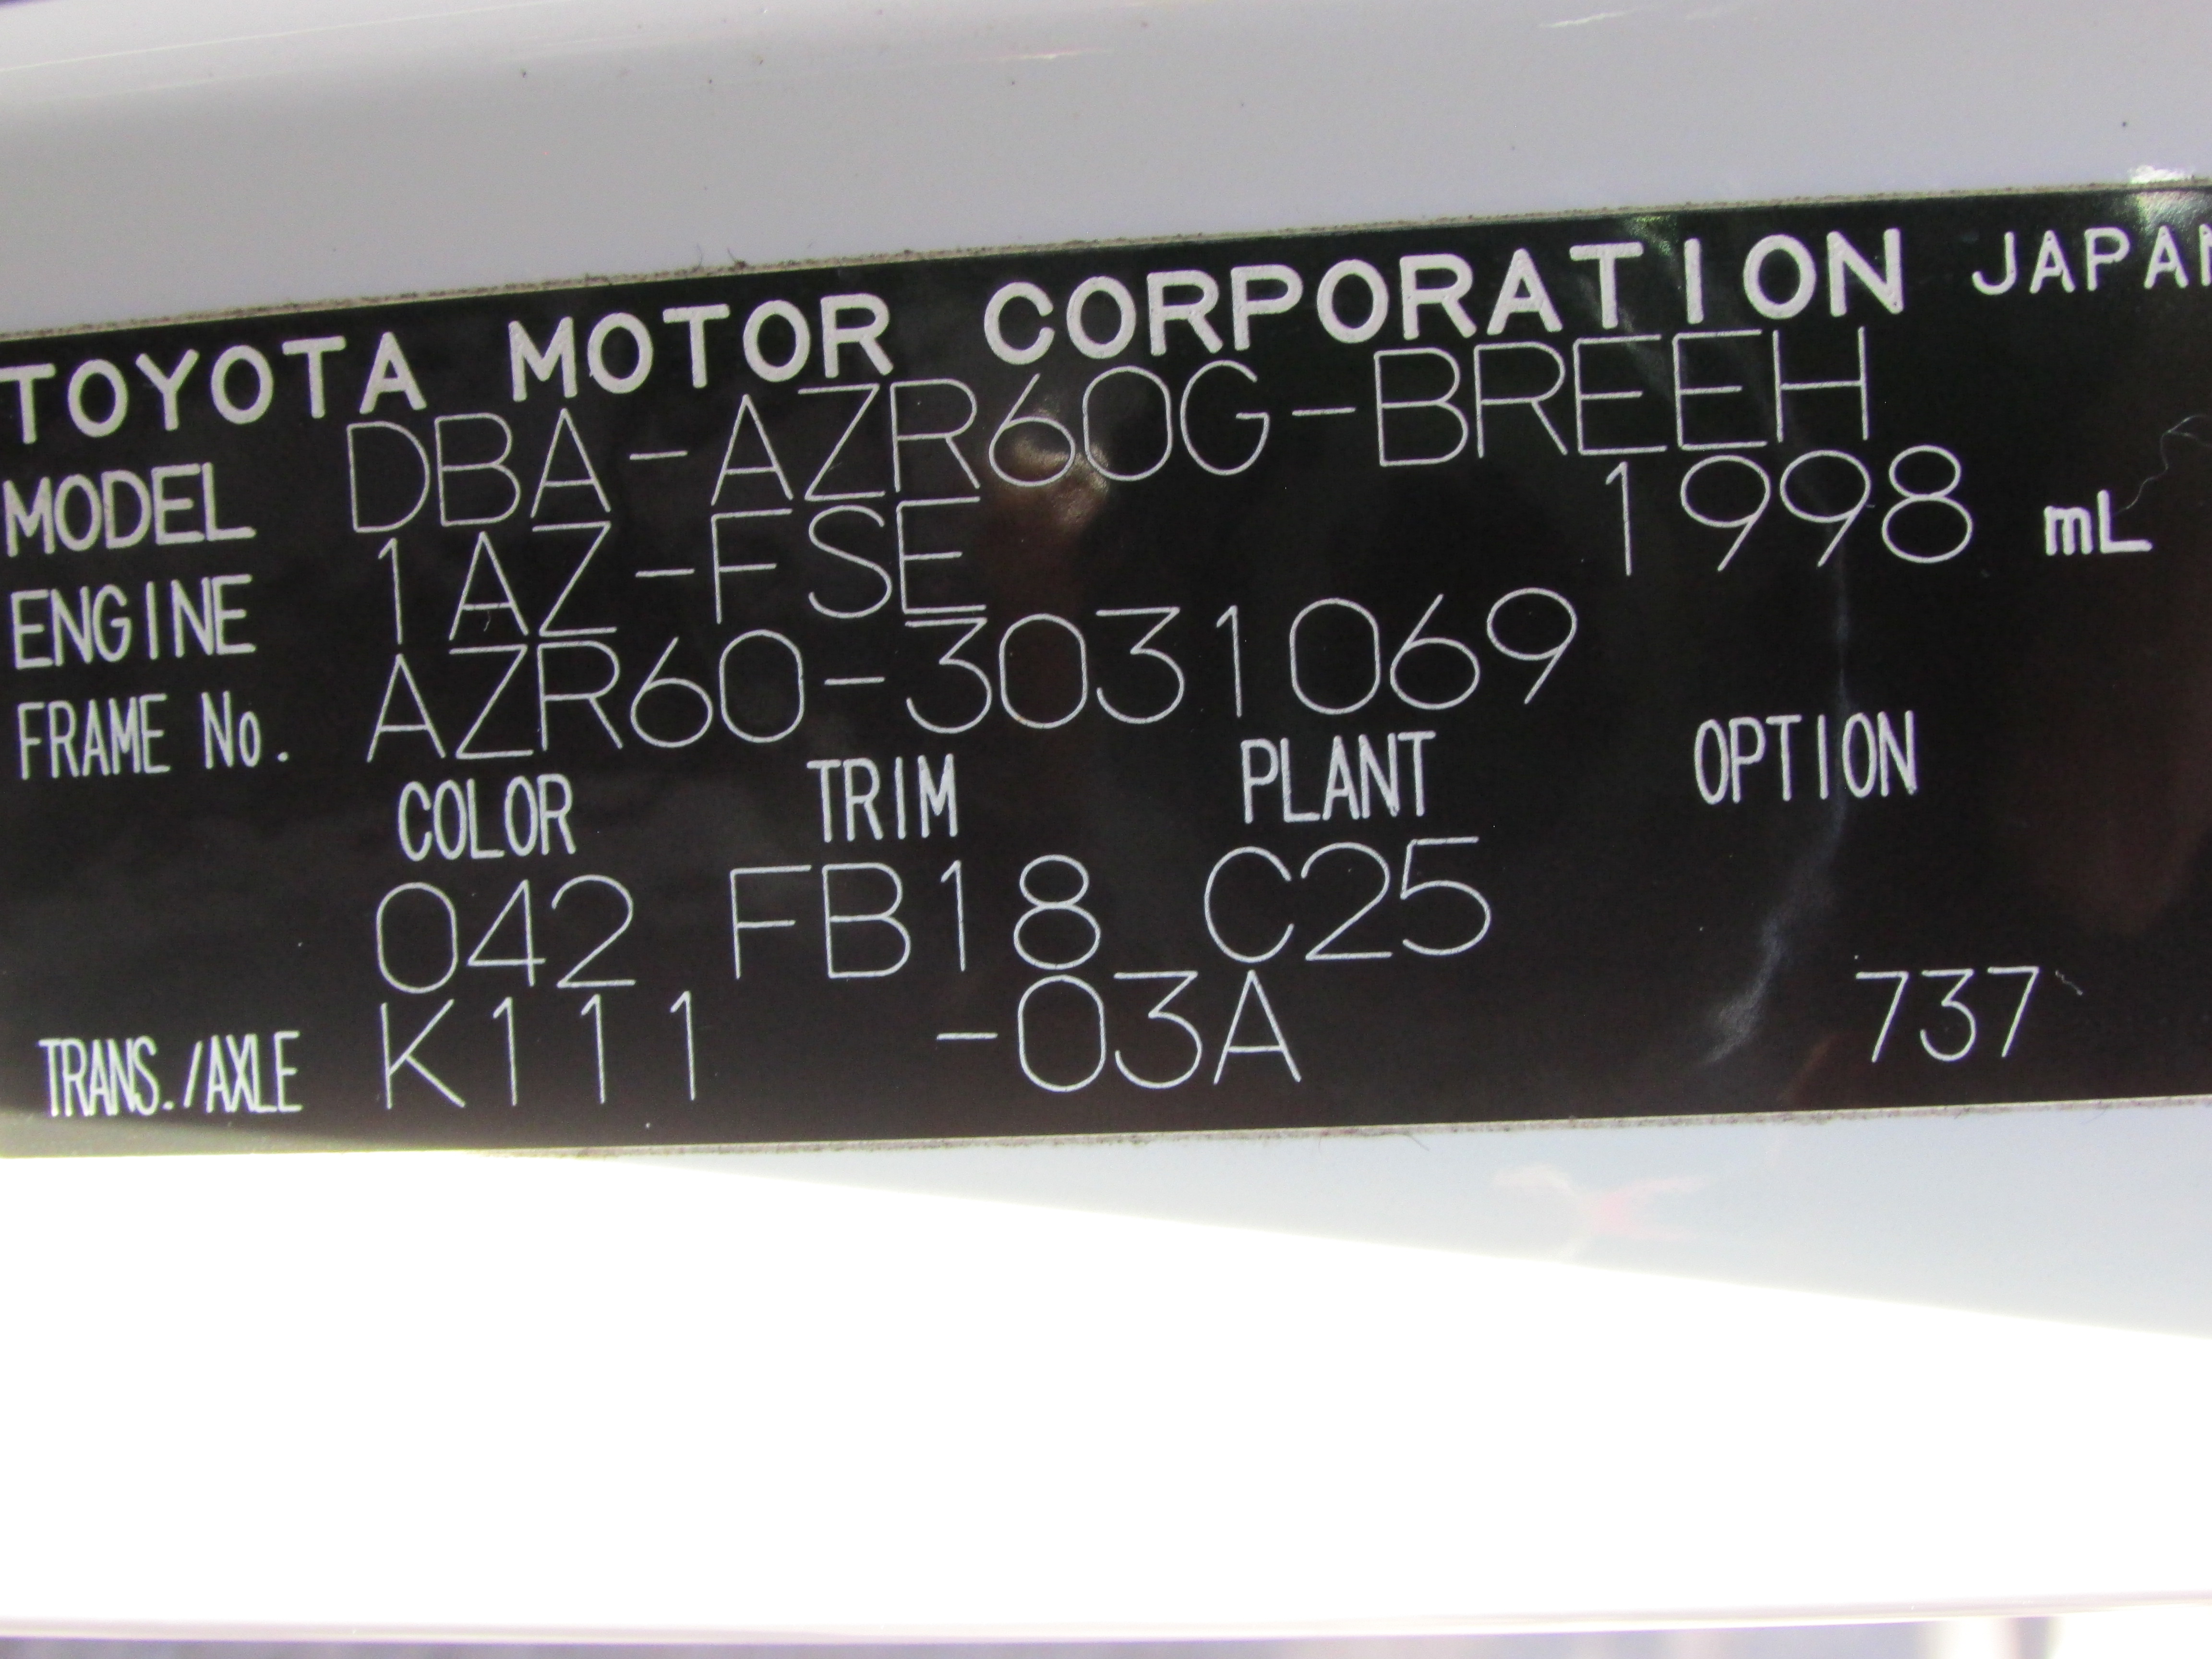 TOYOTA MOTOR CORPORATION JAPAN
MODEL DBA-AZR60G-BREEH
ENGINE 1AZ-FSE 1998 mL
FRAME No. AZR60-3031069
COLOR TRIM PLANT OPTION
042 FB18 C25
TRANS./AXLE K111 -03A 737